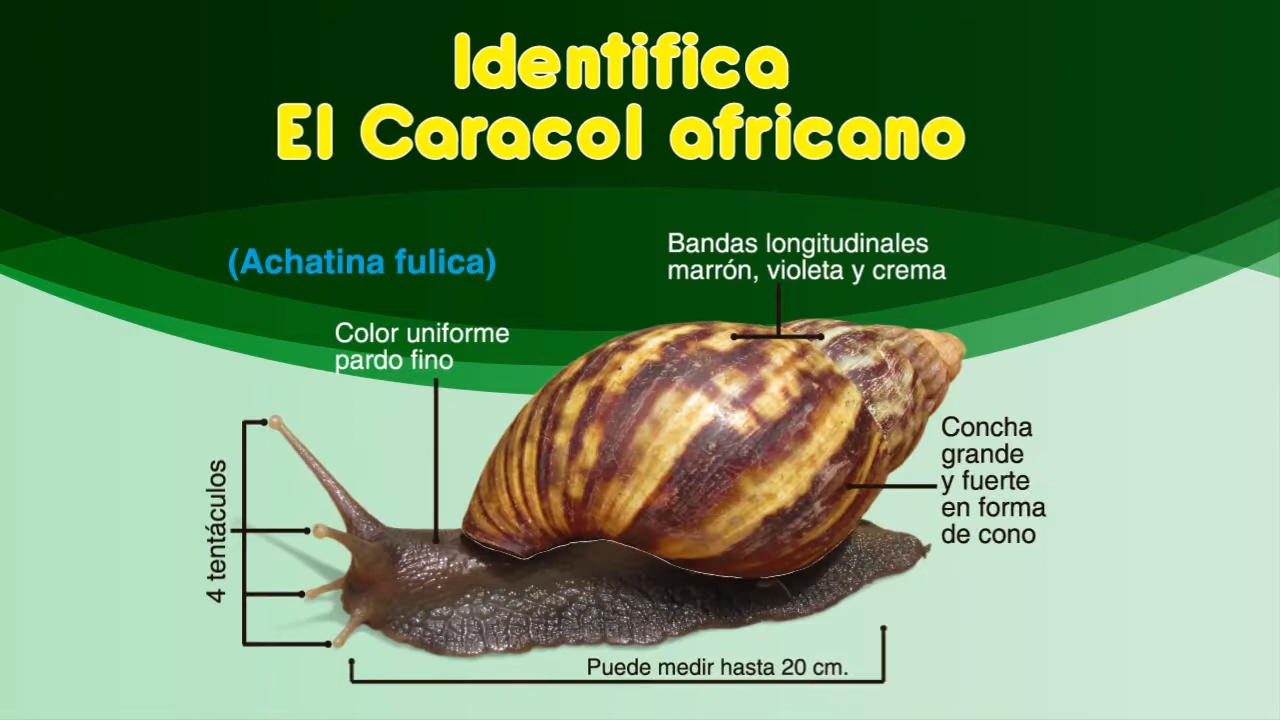 Identifica
El Caracol africano
(Achatina fulica)
Bandas longitudinales
marrón, violeta y crema
Color uniforme
pardo fino
4 tentáculos
Concha
grande
y fuerte
en forma
de cono
Puede medir hasta 20 cm.